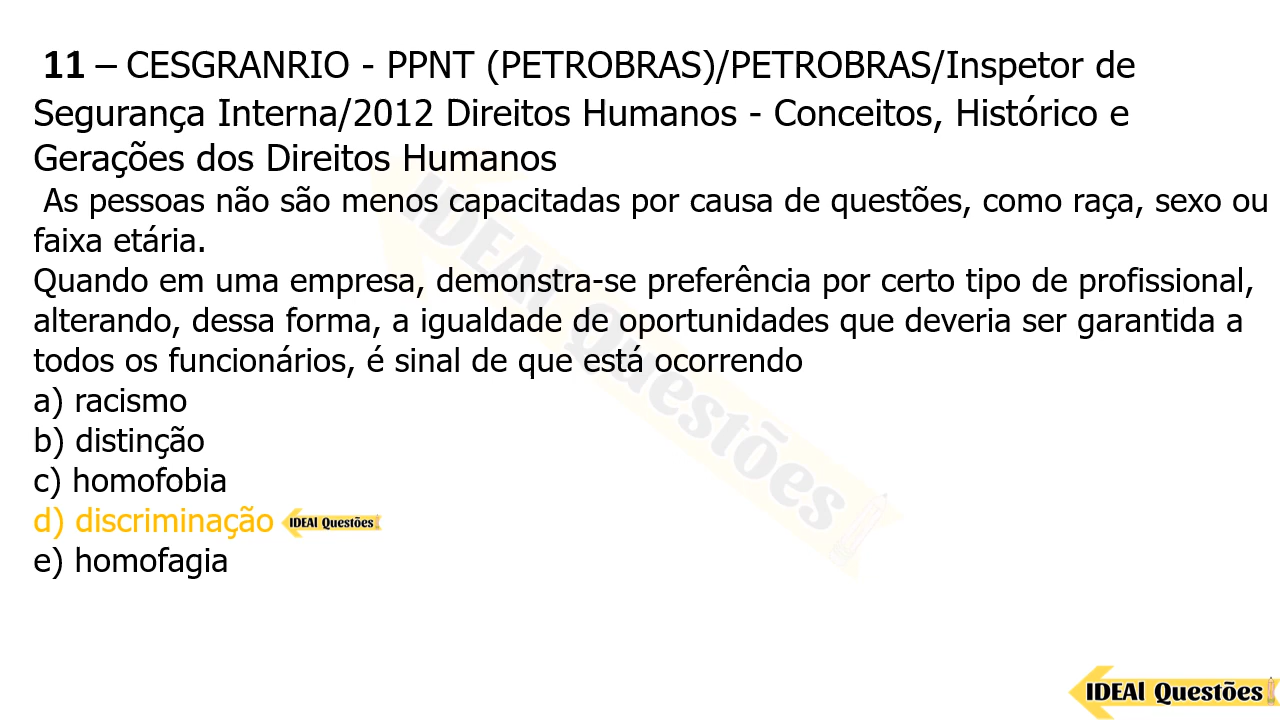 11 – CESGRANRIO - PPNT (PETROBRAS)/PETROBRAS/Inspetor de
Segurança Interna/2012 Direitos Humanos - Conceitos, Histórico e
Gerações dos Direitos Humanos
As pessoas não são menos capacitadas por causa de questões, como raça, sexo ou
faixa etária.
Quando em uma empresa, demonstra-se preferência por certo tipo de profissional,
alterando, dessa forma, a igualdade de oportunidades que deveria ser garantida a
todos os funcionários, é sinal de que está ocorrendo
a) racismo
b) distinção
c) homofobia
d) discriminação IDEAl Questões
e) homofagia
IDEAl Questões
IDEAl Questões